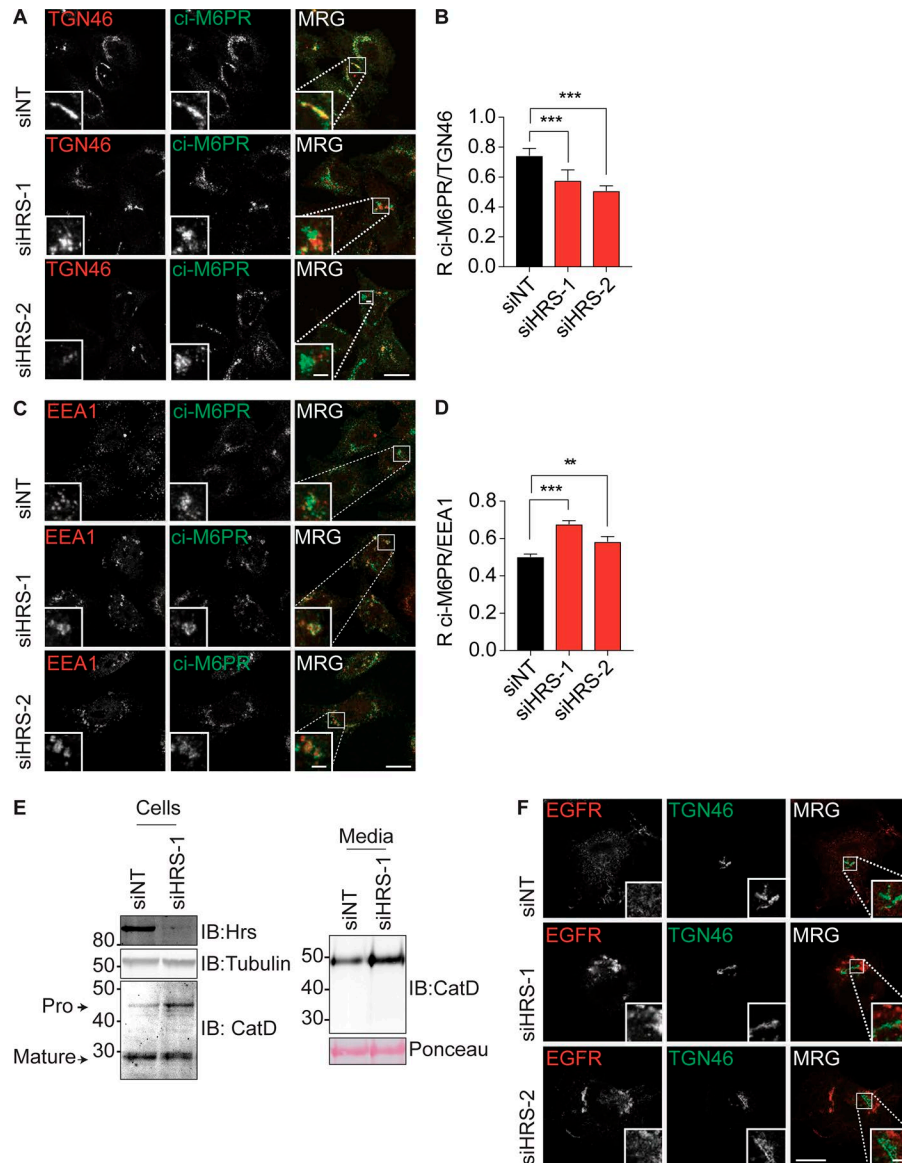 A
TGN46 ci-M6PR MRG
siNT
TGN46 ci-M6PR MRG
siHRS-1
TGN46 ci-M6PR MRG
siHRS-2
B
R ci-M6PR/TGN46
1.0
0.8
0.6
0.4
0.2
0.0
***
***
siNT
siHRS-1
siHRS-2
C
EEA1 ci-M6PR MRG
siNT
EEA1 ci-M6PR MRG
siHRS-1
EEA1 ci-M6PR MRG
siHRS-2
D
R ci-M6PR/EEA1
0.8
0.6
0.4
0.2
0.0
**
***
siNT
siHRS-1
siHRS-2
E
Cells
siNT
siHRS-1
80
IB:Hrs
50
IB:Tubulin
50
Pro
40
IB: CatD
Mature
30
Media
siNT
siHRS-1
50
40
30
IB:CatD
Ponceau
F
EGFR TGN46 MRG
siNT
EGFR TGN46 MRG
siHRS-1
EGFR TGN46 MRG
siHRS-2